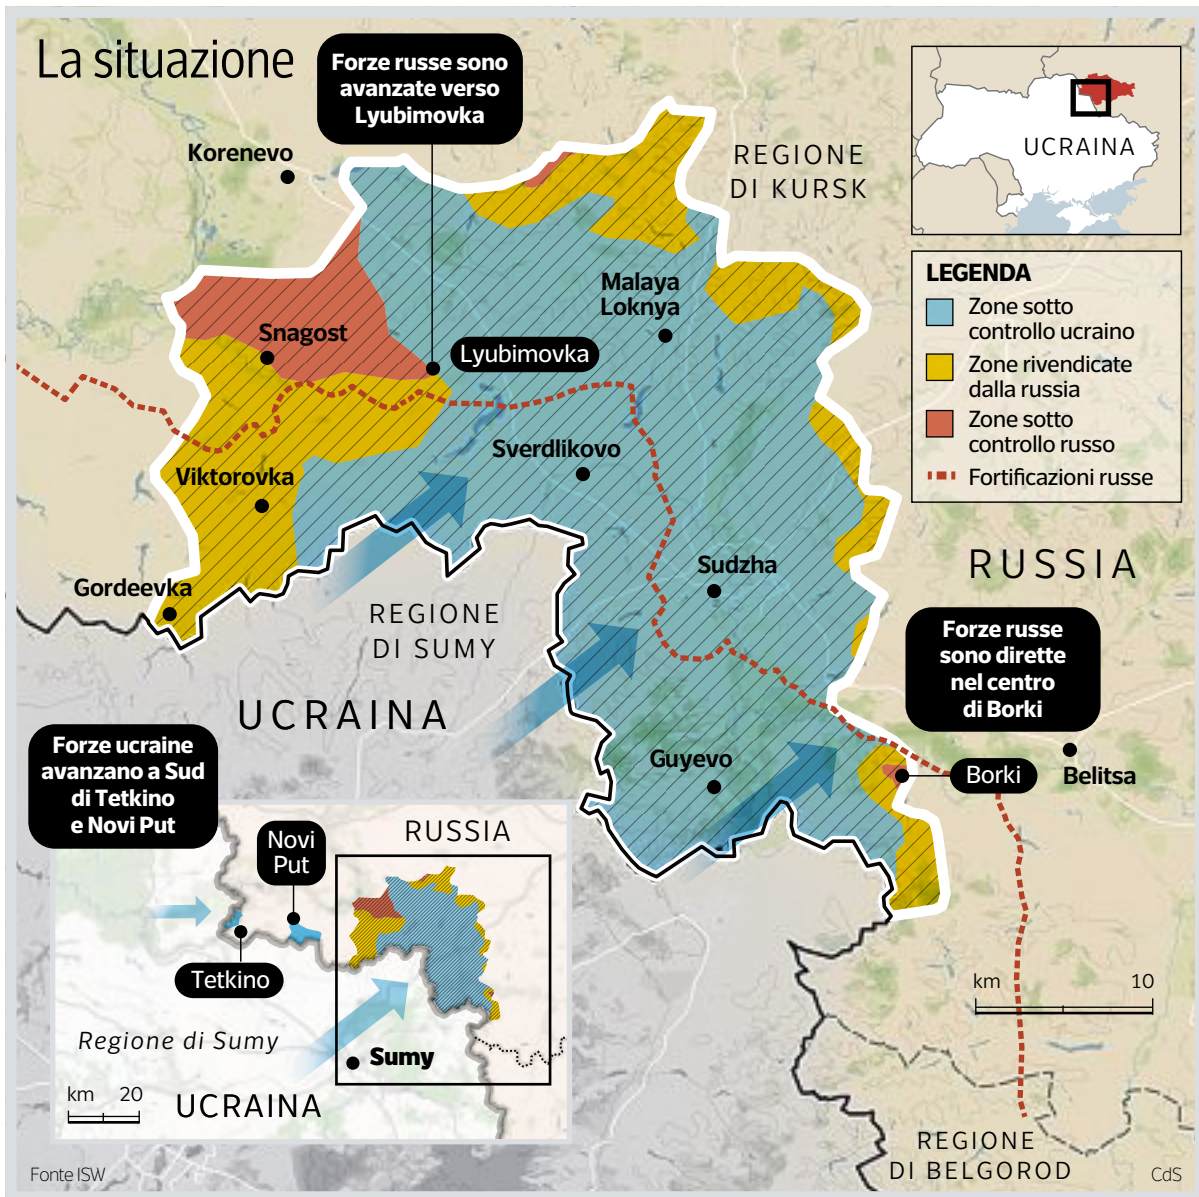 La situazione
Forze russe sono
avanzate verso
Lyubimovka
Korenevo
REGIONE
DI KURSK
UCRAINA
LEGENDA
Zone sotto
controllo ucraino
Zone rivendicate
dalla russia
Zone sotto
controllo russo
Fortificazioni russe
Malaya
Loknya
Snagost
Lyubimovka
Sverdlikovo
Viktorovka
Sudzha
RUSSIA
Gordeevka
REGIONE
DI SUMY
Forze russe
sono dirette
nel centro
di Borki
UCRAINA
Guyevo
Borki
Belitsa
Forze ucraine
avanzano a Sud
di Tetkino
e Novi Put
RUSSIA
Novi
Put
Tetkino
Regione di Sumy
Sumy
km 20
UCRAINA
km 10
REGIONE
DI BELGOROD
Fonte ISW
CdS